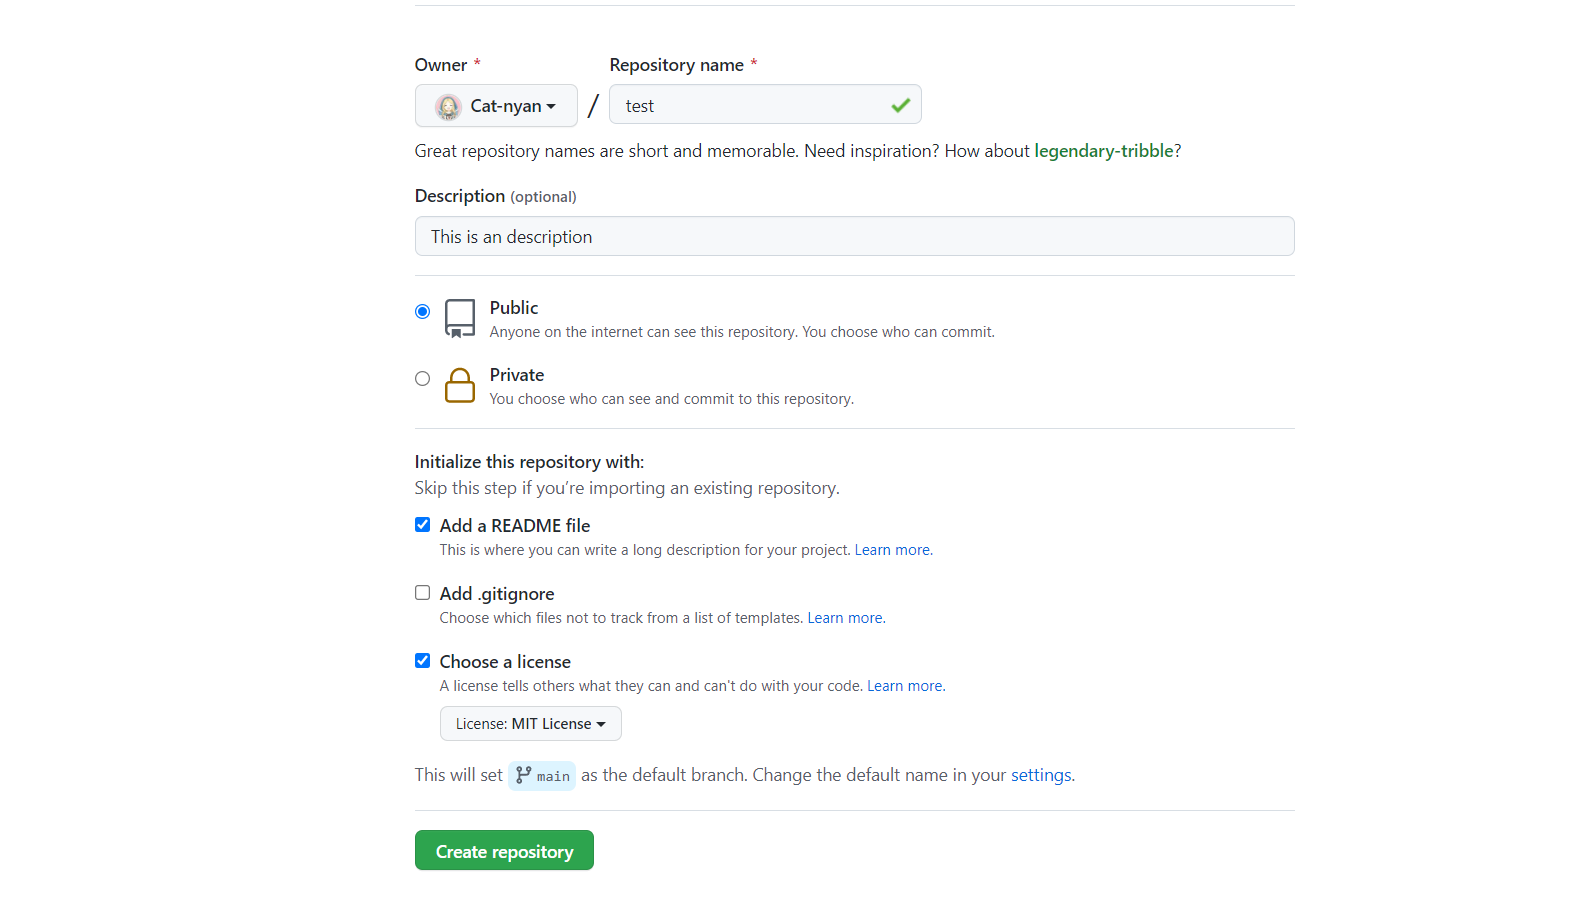 Owner * Repository name *
Cat-nyan / test
Great repository names are short and memorable. Need inspiration? How about legendary-tribble?
Description (optional)
This is an description
Public
Anyone on the internet can see this repository. You choose who can commit.
Private
You choose who can see and commit to this repository.
Initialize this repository with:
Skip this step if you’re importing an existing repository.
Add a README file
This is where you can write a long description for your project. Learn more.
Add .gitignore
Choose which files not to track from a list of templates. Learn more.
Choose a license
A license tells others what they can and can't do with your code. Learn more.
License: MIT License
This will set main as the default branch. Change the default name in your settings.
Create repository